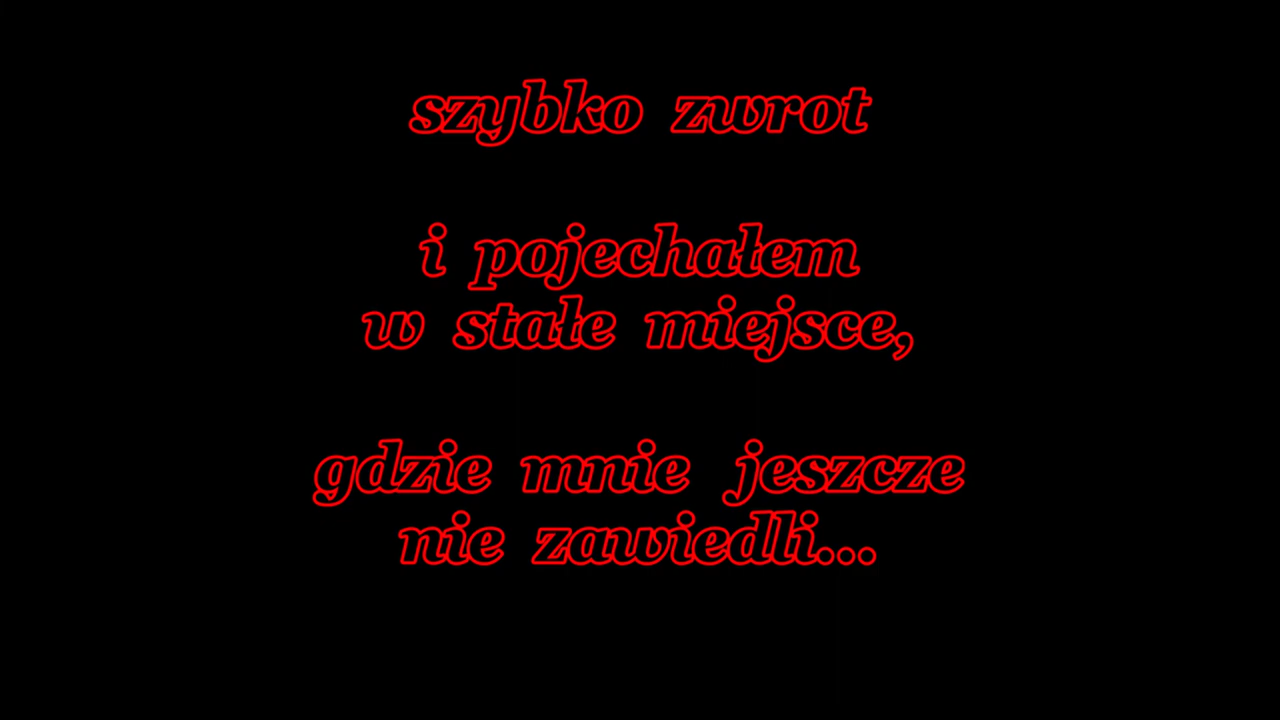 szybko zwrot
i pojechałem
w stałe miejsce,
gdzie mnie jeszcze
nie zawiedli...